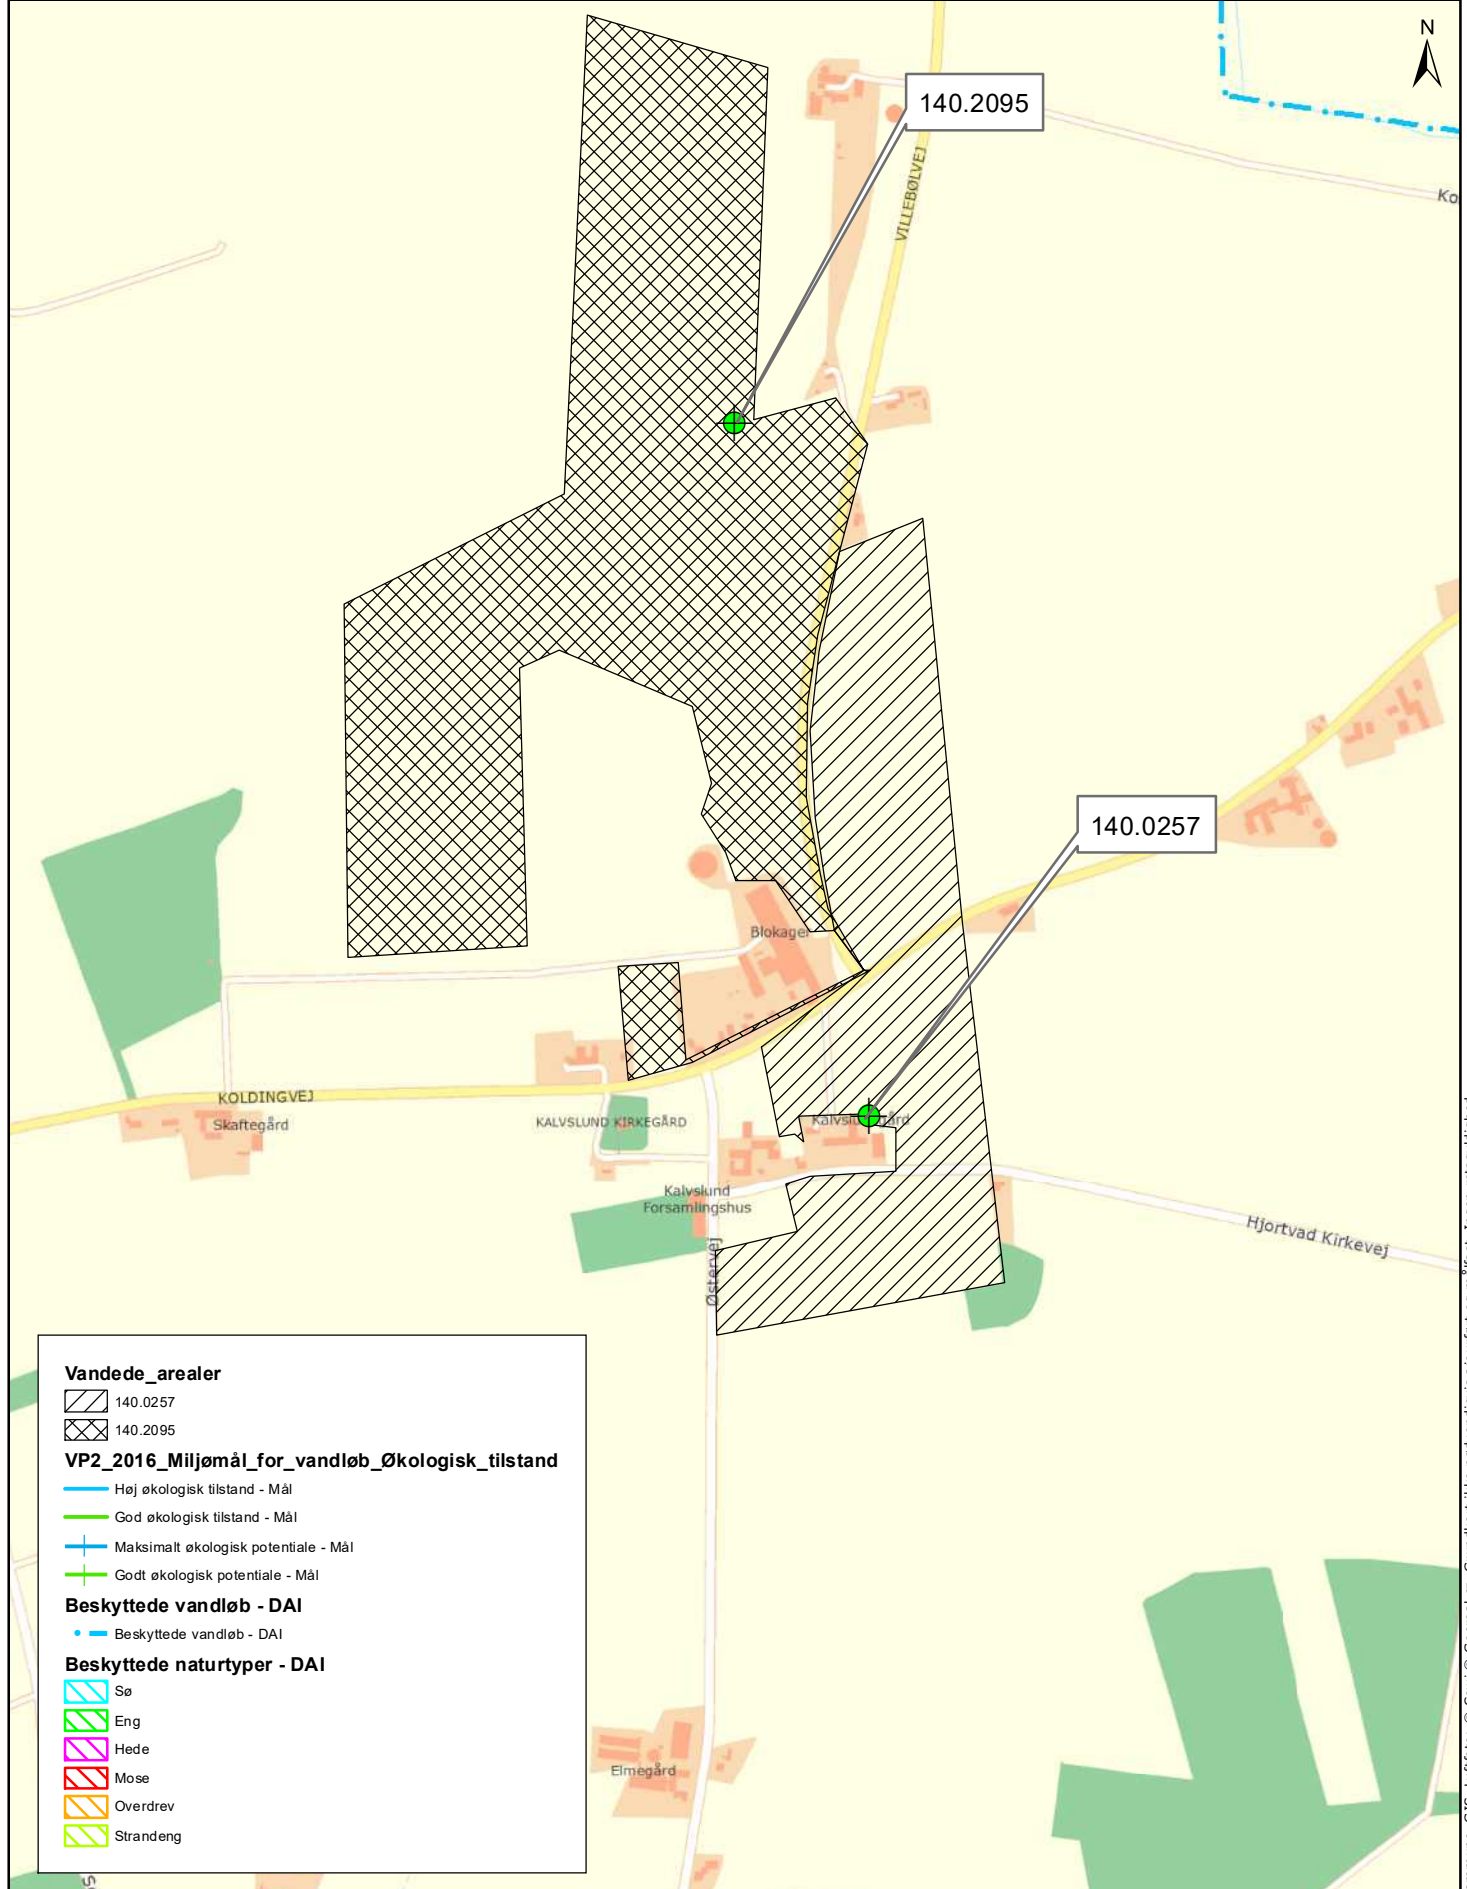 N
140.2095
VILLEBØLVEJ
Ko
140.0257
Blokager
KOLDINGVEJ
Skaftegård
KALVSLUND KIRKEGÅRD
Kalvslund
Forsamlingshus
Østervej
Hjortvad Kirkevej
Elmegård
Vandede_arealer
140.0257
140.2095
VP2_2016_Miljømål_for_vandløb_Økologisk_tilstand
Høj økologisk tilstand - Mål
God økologisk tilstand - Mål
Maksimalt økologisk potentiale - Mål
Godt økologisk potentiale - Mål
Beskyttede vandløb - DAI
Beskyttede vandløb - DAI
Beskyttede naturtyper - DAI
Sø
Eng
Hede
Mose
Overdrev
Strandeng